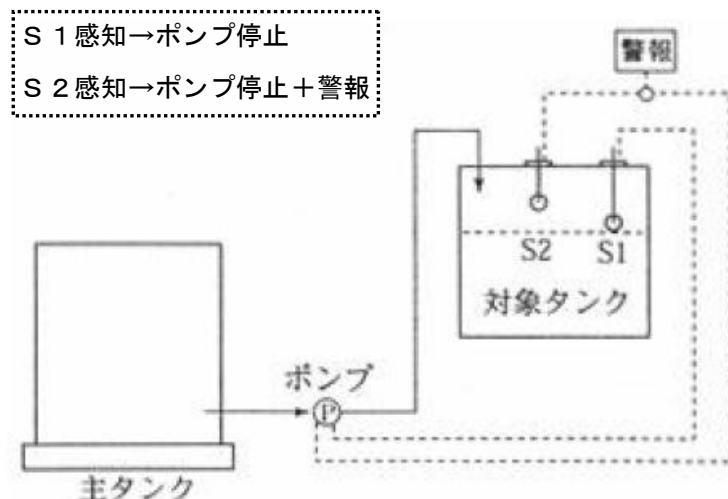 S1感知→ポンプ停止
S2感知→ポンプ停止+警報
警報
S2
S1
対象タンク
ポンプ
P
主タンク